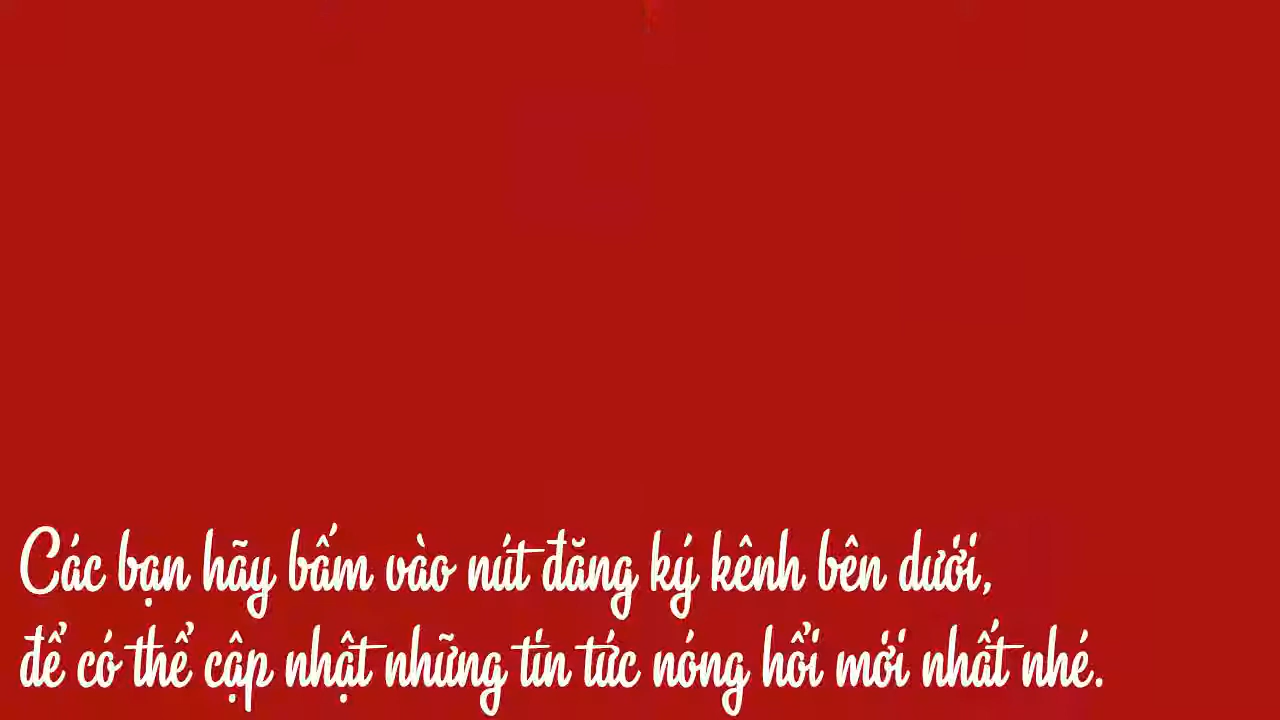 Các bạn hãy bấm vào nút đăng ký kênh bên dưới,
để có thể cập nhật những tin tức nóng hổi mới nhất nhé.